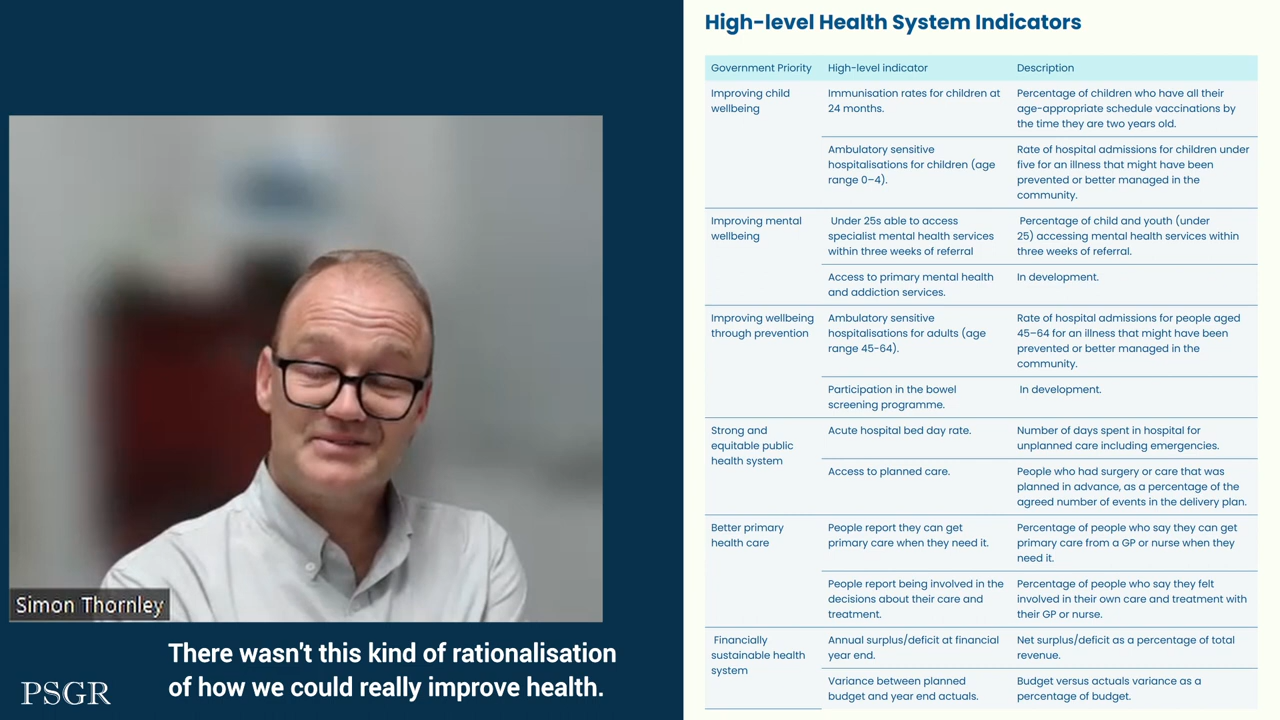 Simon Thornley
There wasn't this kind of rationalisation
of how we could really improve health.
PSGR
High-level Health System Indicators
Government Priority
High-level indicator
Description
Improving child
wellbeing
Immunisation rates for children at
24 months.
Percentage of children who have all their
age-appropriate schedule vaccinations by
the time they are two years old.
Ambulatory sensitive
hospitalisations for children (age
range 0–4).
Rate of hospital admissions for children under
five for an illness that might have been
prevented or better managed in the
community.
Improving mental
wellbeing
Under 25s able to access
specialist mental health services
within three weeks of referral
Percentage of child and youth (under
25) accessing mental health services within
three weeks of referral.
Access to primary mental health
and addiction services.
In development.
Improving wellbeing
through prevention
Ambulatory sensitive
hospitalisations for adults (age
range 45-64).
Rate of hospital admissions for people aged
45–64 for an illness that might have been
prevented or better managed in the
community.
Participation in the bowel
screening programme.
In development.
Strong and
equitable public
health system
Acute hospital bed day rate.
Number of days spent in hospital for
unplanned care including emergencies.
Access to planned care.
People who had surgery or care that was
planned in advance, as a percentage of the
agreed number of events in the delivery plan.
Better primary
health care
People report they can get
primary care when they need it.
Percentage of people who say they can get
primary care from a GP or nurse when they
need it.
People report being involved in the
decisions about their care and
treatment.
Percentage of people who say they felt
involved in their own care and treatment with
their GP or nurse.
Financially
sustainable health
system
Annual surplus/deficit at financial
year end.
Net surplus/deficit as a percentage of total
revenue.
Variance between planned
budget and year end actuals.
Budget versus actuals variance as a
percentage of budget.